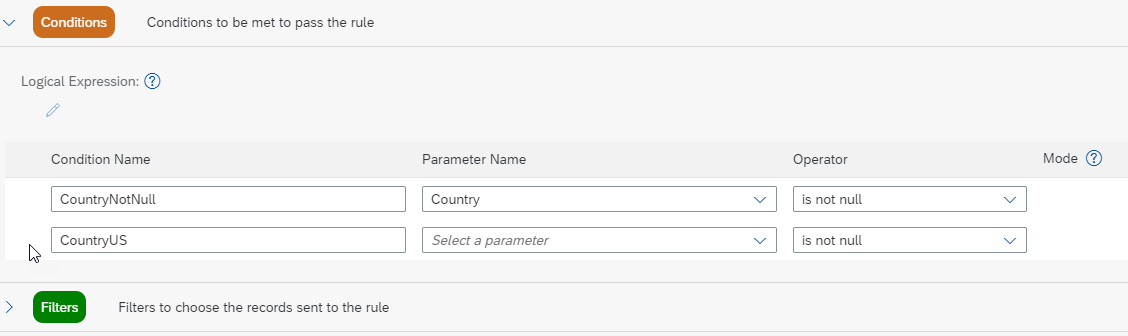 Conditions Conditions to be met to pass the rule
Logical Expression: ?
Condition Name Parameter Name Operator Mode ?
CountryNotNull Country is not null
CountryUS Select a parameter is not null
Filters Filters to choose the records sent to the rule